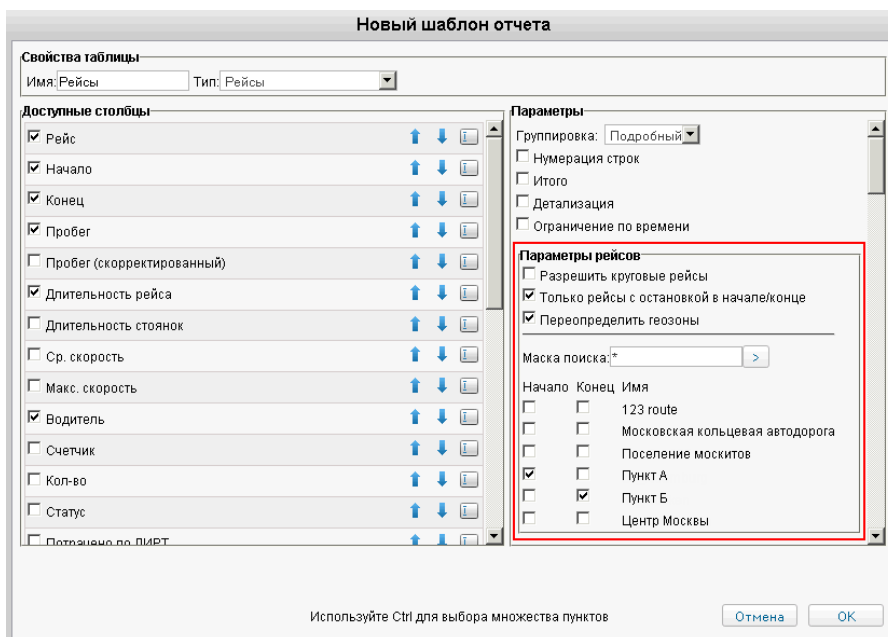 Новый шаблон отчета
Свойства таблицы
Имя: Рейсы Тип: Рейсы
Доступные столбцы
Рейс
Начало
Конец
Пробег
Пробег (скорректированный)
Длительность рейса
Длительность стоянок
Ср. скорость
Макс. скорость
Водитель
Счетчик
Кол-во
Статус
Потрачено по ДИРТ
Параметры
Группировка: Подробный
Нумерация строк
Итого
Детализация
Ограничение по времени
Параметры рейсов
Разрешить круговые рейсы
Только рейсы с остановкой в начале/конце
Переопределить геозоны
Маска поиска: * >
Начало Конец Имя
123 route
Московская кольцевая автодорога
Поселение москитов
Пункт А
Пункт Б
Центр Москвы
Используйте Ctrl для выбора множества пунктов
Отмена
OK